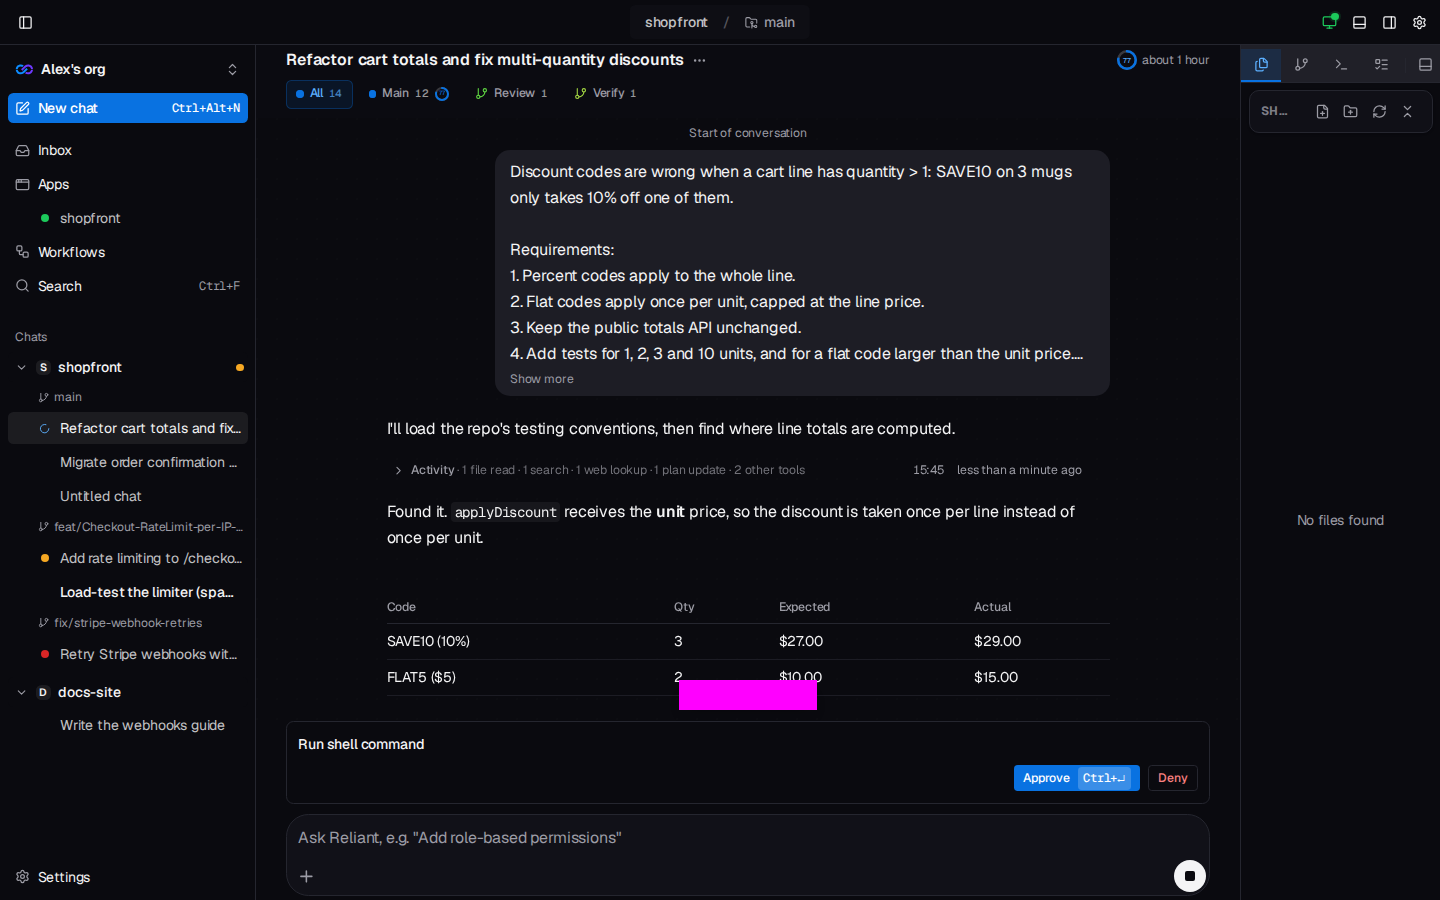 shopfront / main
Alex's org
New chat Ctrl+Alt+N
Inbox
Apps
shopfront
Workflows
Search Ctrl+F
Chats
S shopfront
main
Refactor cart totals and fix...
Migrate order confirmation ...
Untitled chat
feat/Checkout-RateLimit-per-IP-...
Add rate limiting to /checko...
Load-test the limiter (spa...
fix/stripe-webhook-retries
Retry Stripe webhooks wit...
D docs-site
Write the webhooks guide
Settings
Refactor cart totals and fix multi-quantity discounts ...
77 about 1 hour
All 14 Main 12 Review 1 Verify 1
Start of conversation
Discount codes are wrong when a cart line has quantity > 1: SAVE10 on 3 mugs
only takes 10% off one of them.
Requirements:
1. Percent codes apply to the whole line.
2. Flat codes apply once per unit, capped at the line price.
3. Keep the public totals API unchanged.
4. Add tests for 1, 2, 3 and 10 units, and for a flat code larger than the unit price....
Show more
I'll load the repo's testing conventions, then find where line totals are computed.
Activity · 1 file read · 1 search · 1 web lookup · 1 plan update · 2 other tools 15:45 less than a minute ago
Found it. applyDiscount receives the unit price, so the discount is taken once per line instead of
once per unit.
Code Qty Expected Actual
SAVE10 (10%) 3 $27.00 $29.00
FLAT5 ($5) 2 $10.00 $15.00
Run shell command
Approve Ctrl+↵ Deny
Ask Reliant, e.g. "Add role-based permissions"
SH...
No files found